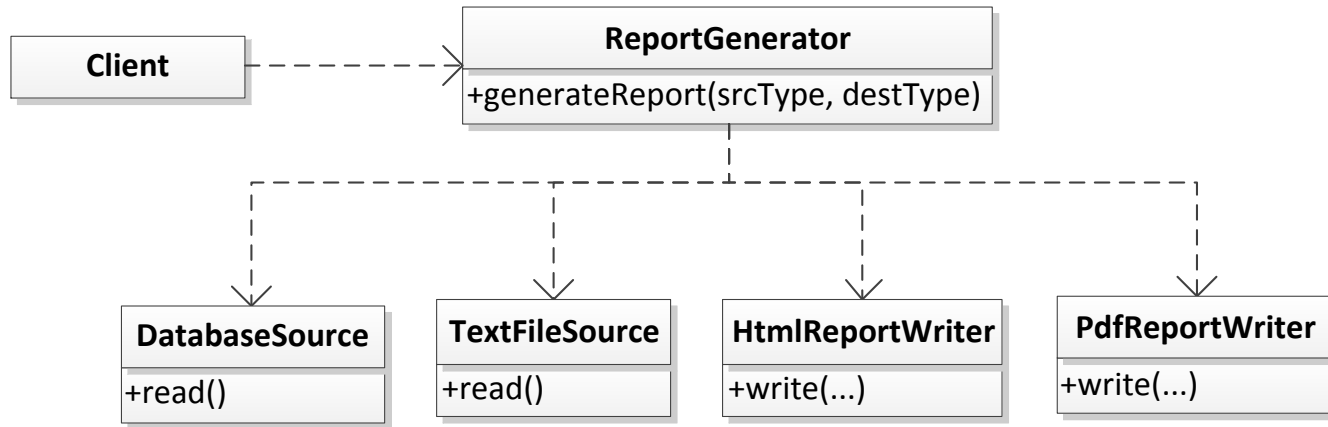 Client
ReportGenerator
+generateReport(srcType, destType)
DatabaseSource
+read()
TextFileSource
+read()
HtmlReportWriter
+write(...)
PdfReportWriter
+write(...)